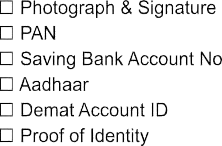 ☐ Photograph & Signature
☐ PAN
☐ Saving Bank Account No
☐ Aadhaar
☐ Demat Account ID
☐ Proof of Identity